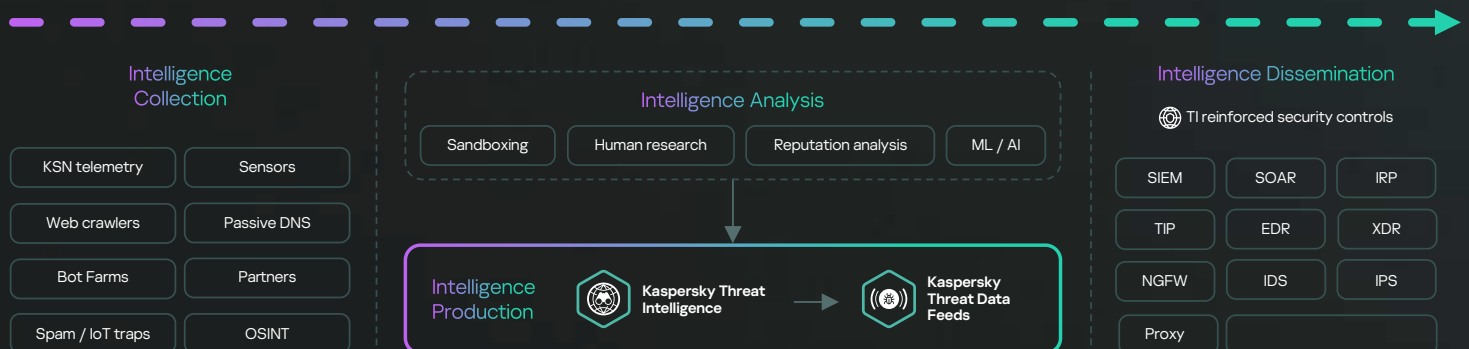 Intelligence
Collection
KSN telemetry
Sensors
Web crawlers
Passive DNS
Bot Farms
Partners
Spam / IoT traps
OSINT
Intelligence Analysis
Sandboxing
Human research
Reputation analysis
ML / AI
Intelligence
Production
Kaspersky Threat
Intelligence
Kaspersky
Threat Data
Feeds
Intelligence Dissemination
TI reinforced security controls
SIEM
SOAR
IRP
TIP
EDR
XDR
NGFW
IDS
IPS
Proxy